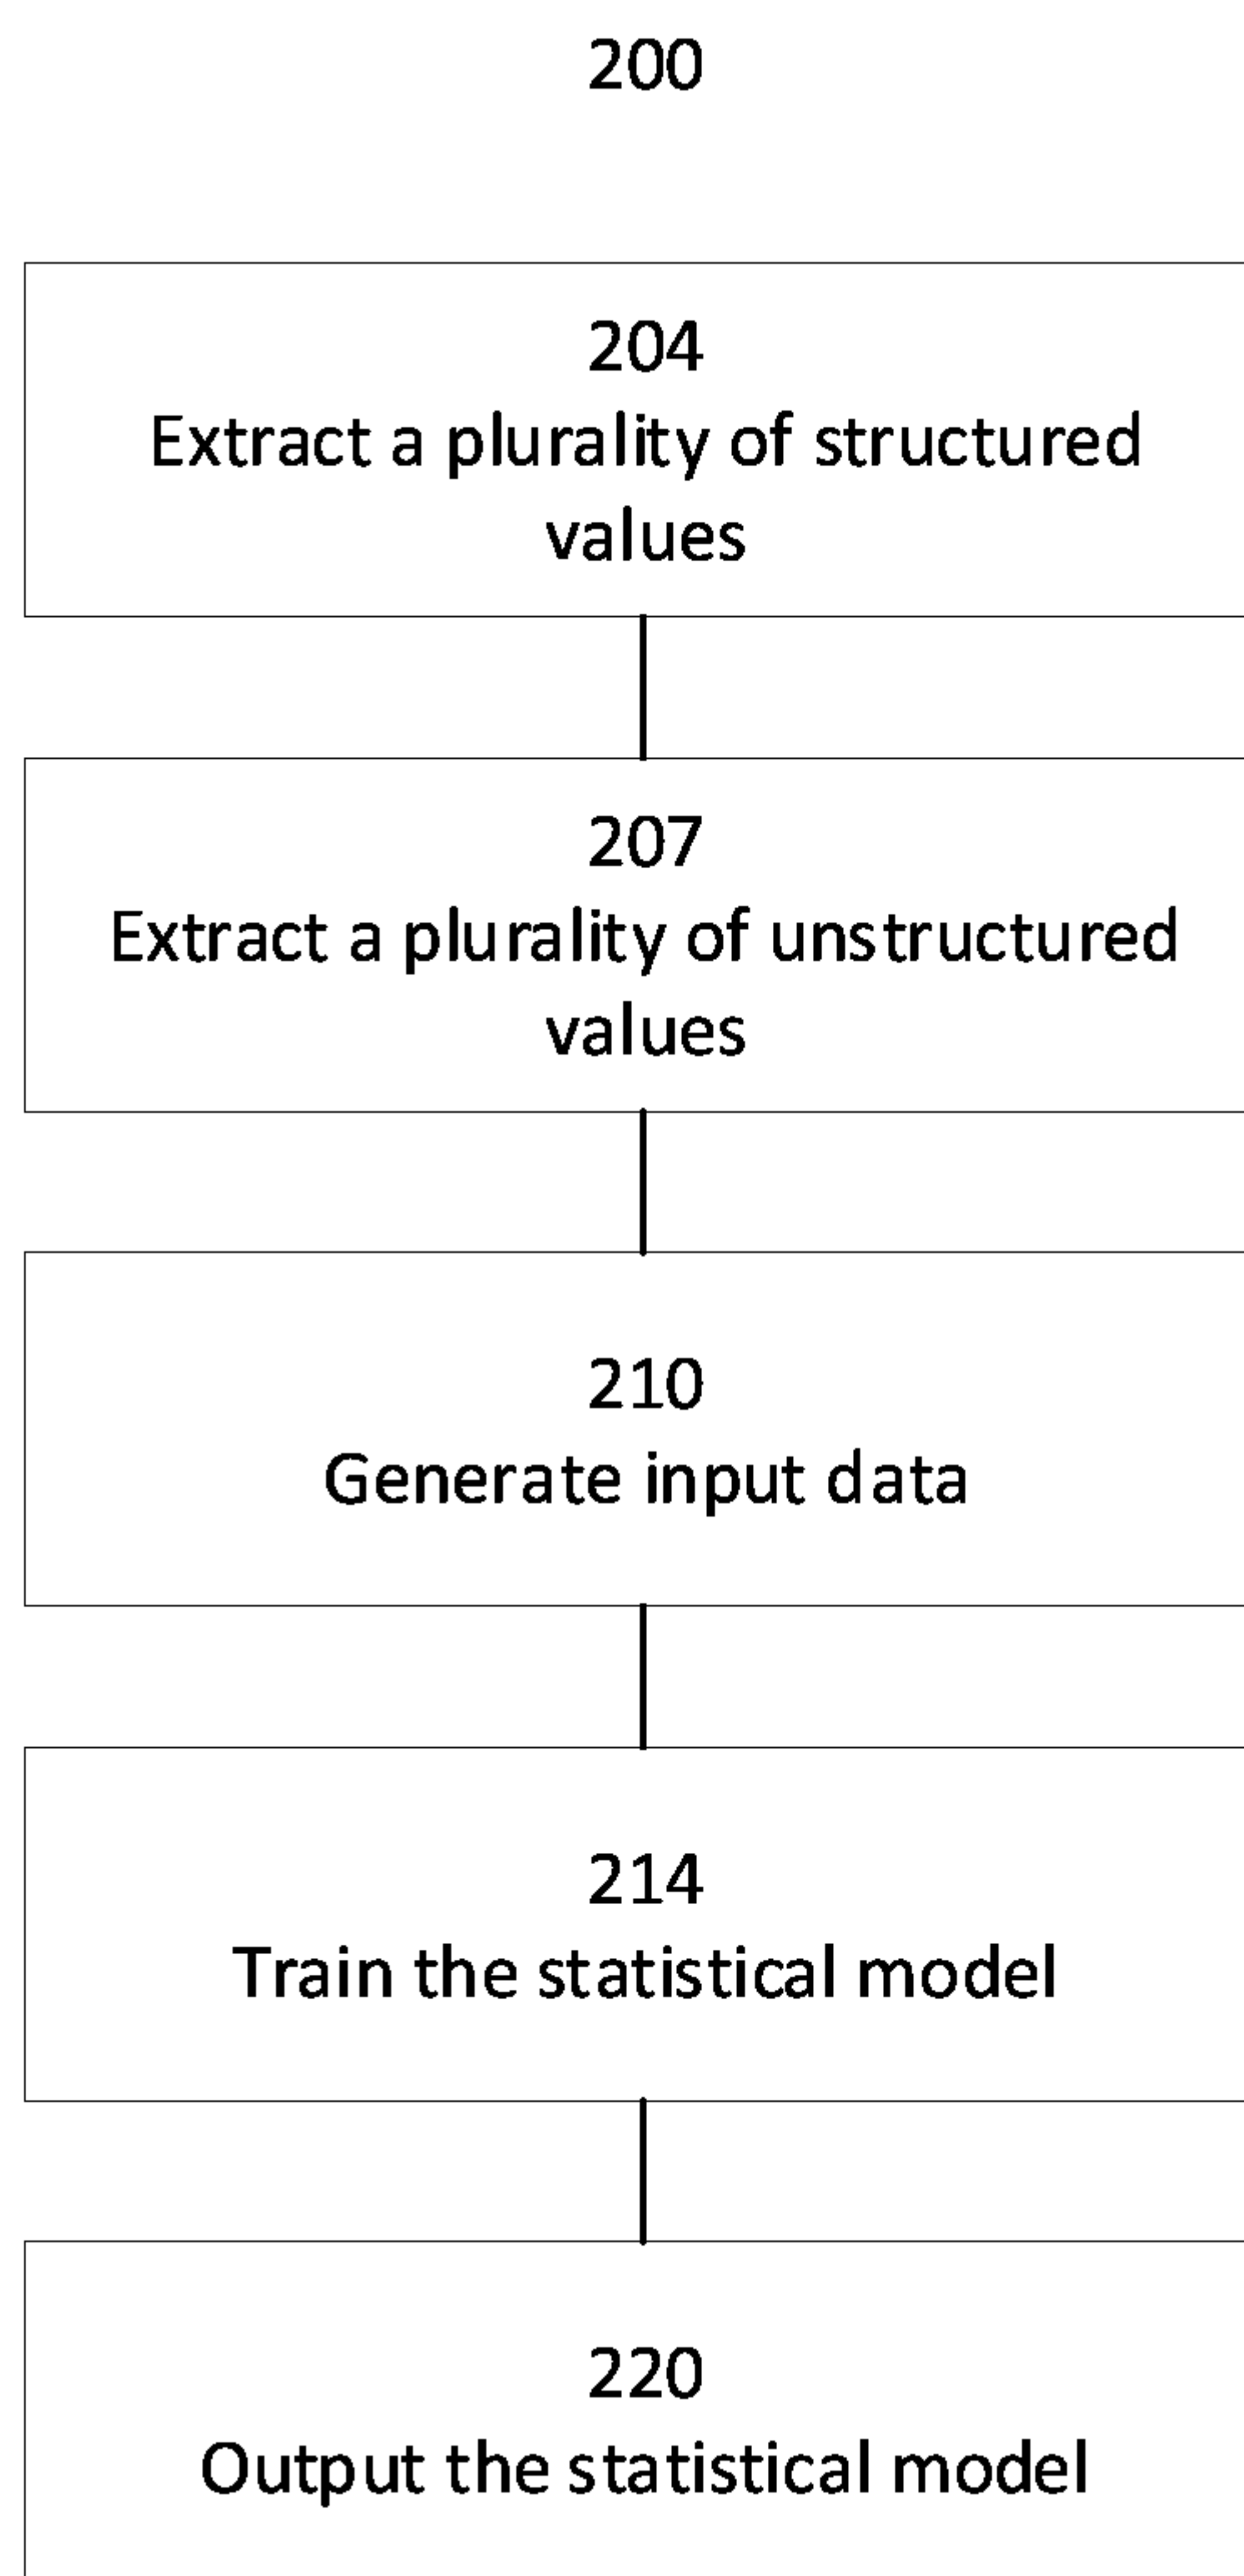 200
204
Extract a plurality of structured
values
207
Extract a plurality of unstructured
values
210
Generate input data
214
Train the statistical model
220
Output the statistical model